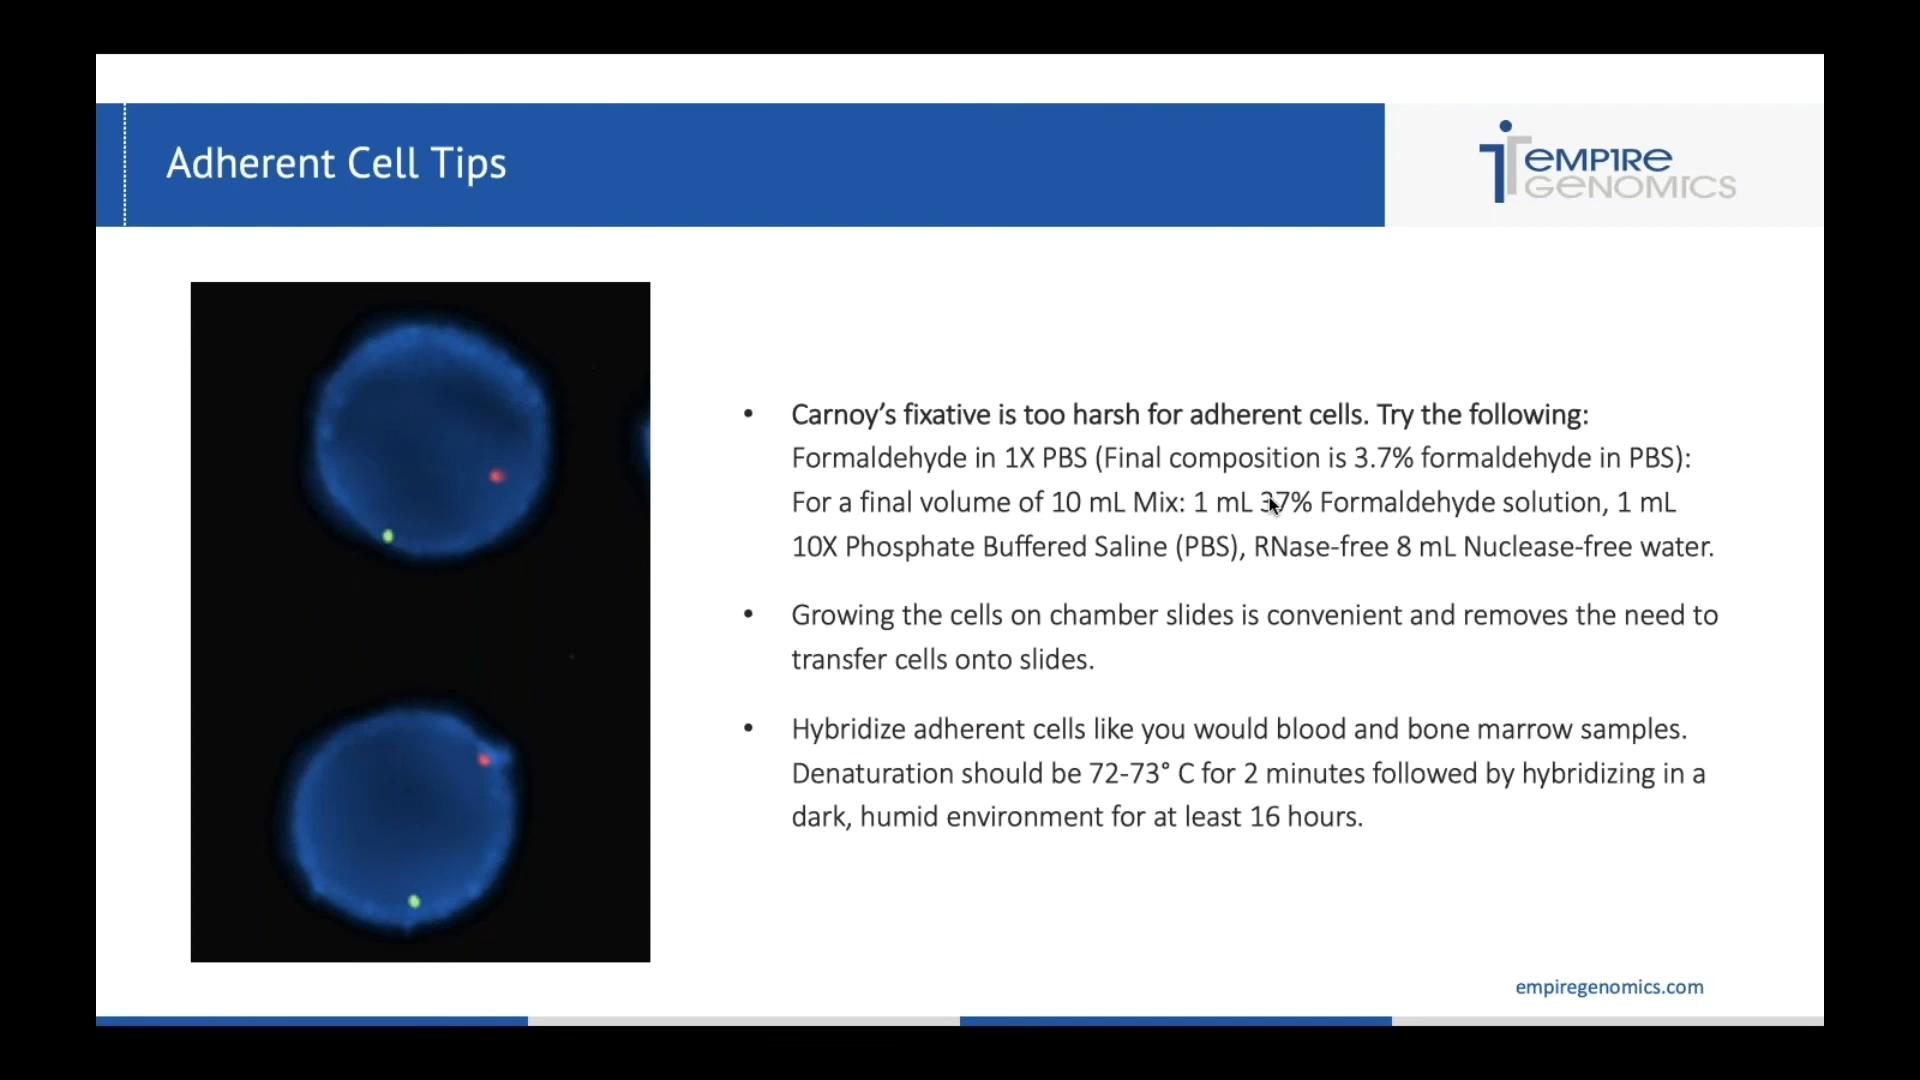 Adherent Cell Tips
EMPIRE
GENOMICS
• Carnoy’s fixative is too harsh for adherent cells. Try the following:
Formaldehyde in 1X PBS (Final composition is 3.7% formaldehyde in PBS):
For a final volume of 10 mL Mix: 1 mL 37% Formaldehyde solution, 1 mL
10X Phosphate Buffered Saline (PBS), RNase-free 8 mL Nuclease-free water.
• Growing the cells on chamber slides is convenient and removes the need to
transfer cells onto slides.
• Hybridize adherent cells like you would blood and bone marrow samples.
Denaturation should be 72-73° C for 2 minutes followed by hybridizing in a
dark, humid environment for at least 16 hours.
empiregenomics.com